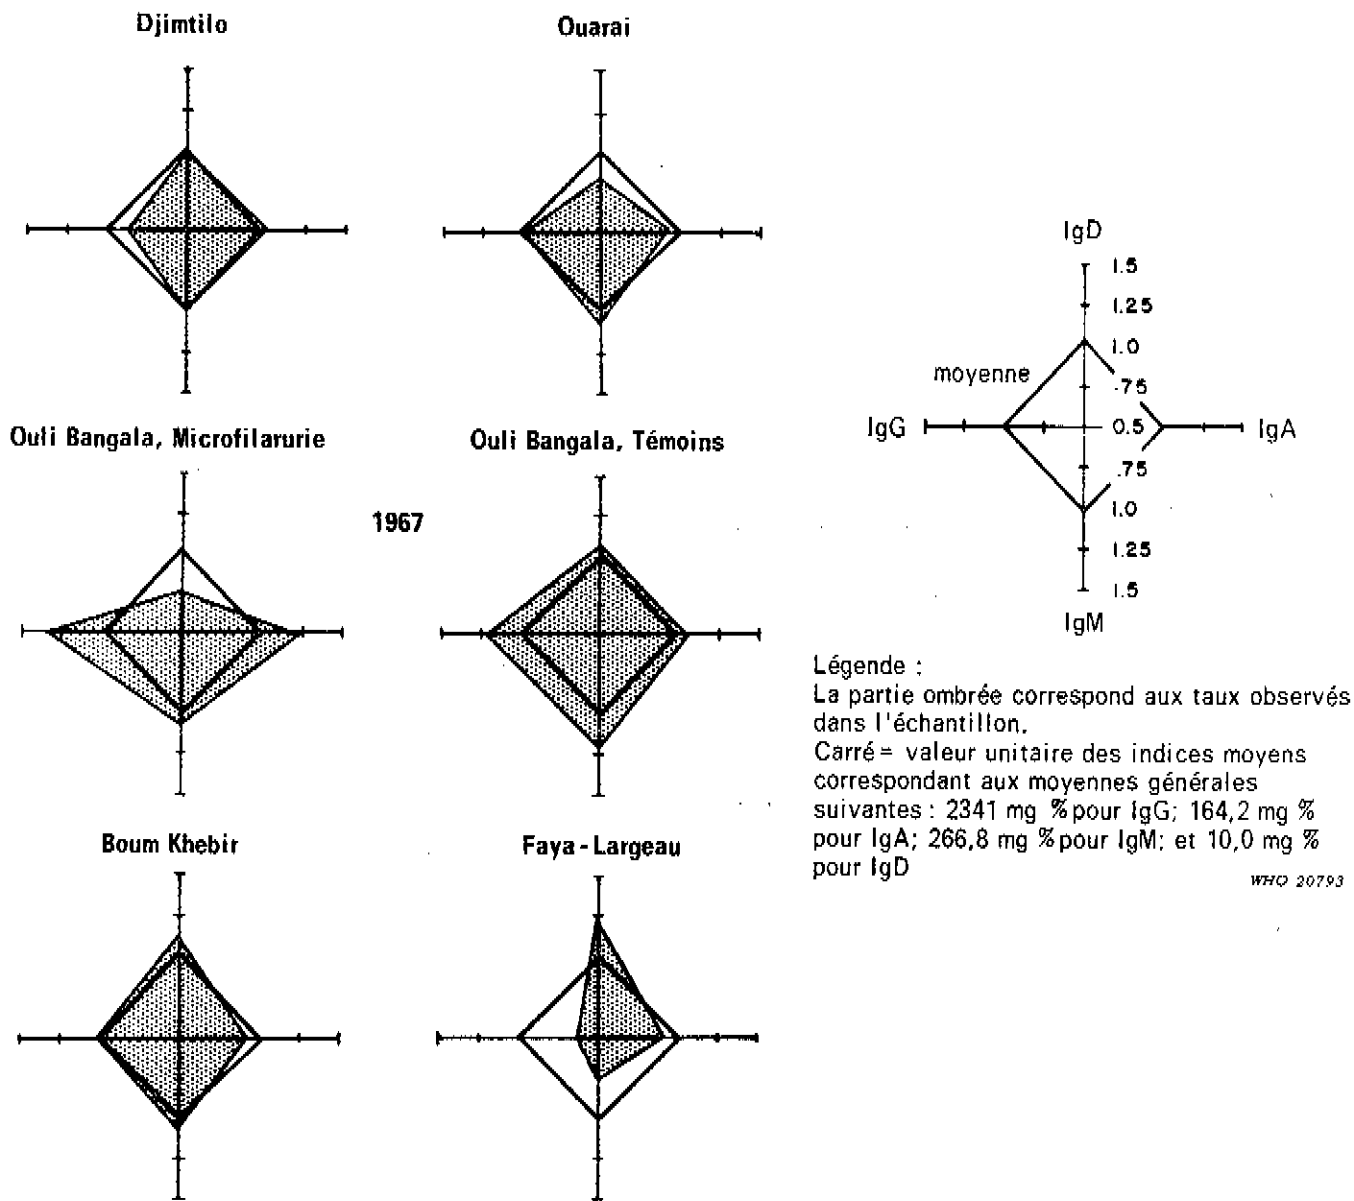 Djimtilo
Ouarai
Ouli Bangala, Microfilarurie
Ouli Bangala, Témoins
1967
Boum Khebir
Faya-Largeau
IgD
1.5
1.25
1.0
.75
0.5
.75
1.0
1.25
1.5
moyenne
IgG
IgA
IgM
Légende :
La partie ombrée correspond aux taux observés
dans l'échantillon.
Carré = valeur unitaire des indices moyens
correspondant aux moyennes générales
suivantes : 2341 mg % pour IgG; 164,2 mg %
pour IgA; 266,8 mg % pour IgM; et 10,0 mg %
pour IgD
WHO 20793